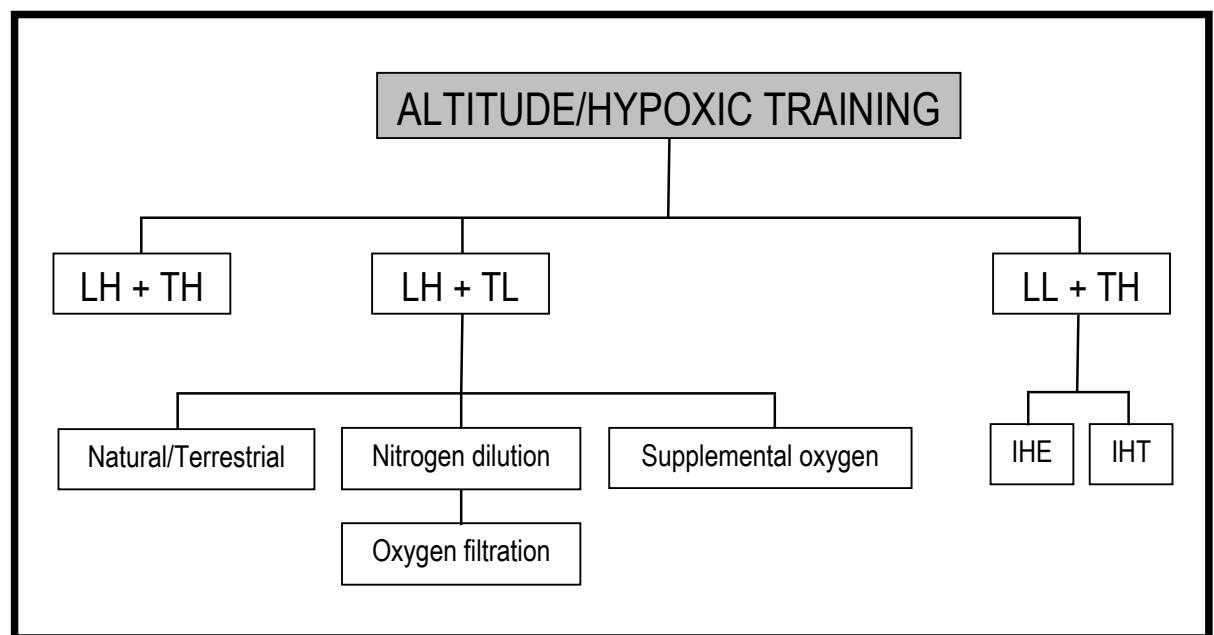 ALTITUDE/HYPOXIC TRAINING
LH + TH
LH + TL
LL + TH
Natural/Terrestrial
Nitrogen dilution
Supplemental oxygen
IHE
IHT
Oxygen filtration